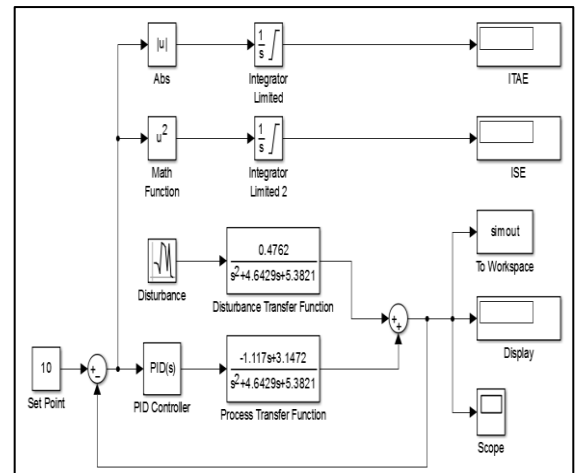 |u|
Abs
1
s
Integrator
Limited
ITAE
u²
Math
Function
1
s
Integrator
Limited 2
ISE
Disturbance
0.4762
s²+4.6429s+5.3821
Disturbance Transfer Function
simout
To Workspace
+
+
Display
10
Set Point
+
−
PID(s)
PID Controller
-1.117s+3.1472
s²+4.6429s+5.3821
Process Transfer Function
Scope